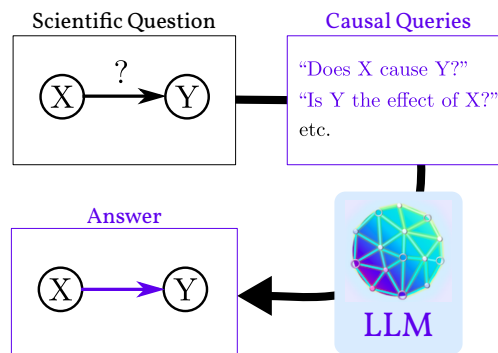 Scientific Question
X ? Y
Causal Queries
“Does X cause Y?”
“Is Y the effect of X?”
etc.
Answer
X Y
LLM